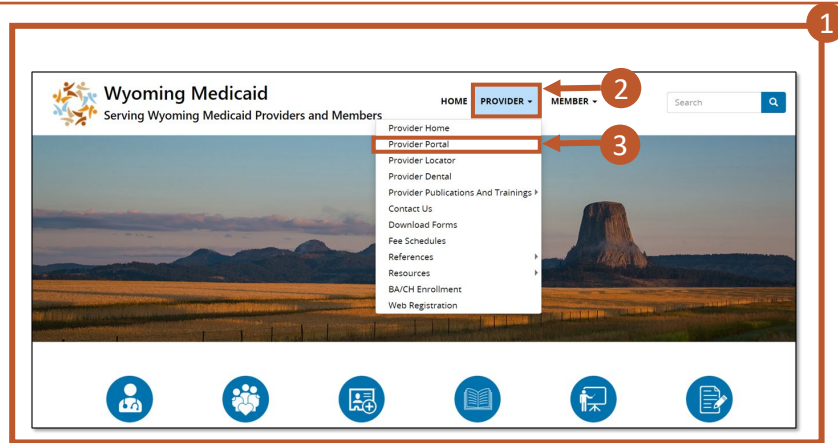 1
Wyoming Medicaid
Serving Wyoming Medicaid Providers and Members
HOME PROVIDER MEMBER
2
Search
Provider Home
Provider Portal
3
Provider Locator
Provider Dental
Provider Publications And Trainings
Contact Us
Download Forms
Fee Schedules
References
Resources
BA/CH Enrollment
Web Registration